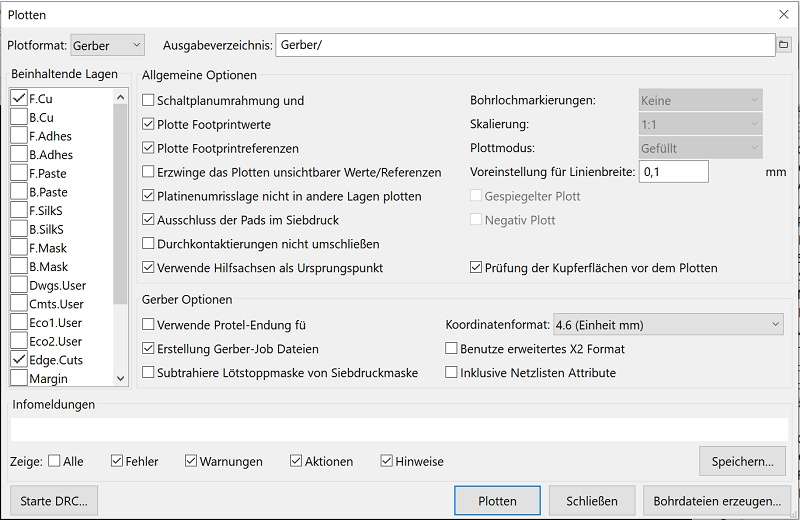 Plotten
Plotformat: Gerber Ausgabeverzeichnis: Gerber/
Beinhaltende Lagen
F.Cu
B.Cu
F.Adhes
B.Adhes
F.Paste
B.Paste
F.SilkS
B.SilkS
F.Mask
B.Mask
Dwgs.User
Cmts.User
Eco1.User
Eco2.User
Edge.Cuts
Margin
Allgemeine Optionen
Schaltplanumrahmung und
Plotte Footprintwerte
Plotte Footprintreferenzen
Erzwinge das Plotten unsichtbarer Werte/Referenzen
Platinenumrisslage nicht in andere Lagen plotten
Ausschluss der Pads im Siebdruck
Durchkontaktierungen nicht umschließen
Verwende Hilfsachsen als Ursprungspunkt
Bohrlochmarkierungen: Keine
Skalierung: 1:1
Plottmodus: Gefüllt
Voreinstellung für Linienbreite: 0,1 mm
Gespiegelter Plott
Negativ Plott
Prüfung der Kupferflächen vor dem Plotten
Gerber Optionen
Verwende Protel-Endung fü
Erstellung Gerber-Job Dateien
Subtrahiere Lötstoppmaske von Siebdruckmaske
Koordinatenformat: 4.6 (Einheit mm)
Benutze erweitertes X2 Format
Inklusive Netzlisten Attribute
Infomeldungen
Zeige: Alle Fehler Warnungen Aktionen Hinweise Speichern...
Starte DRC... Plotten Schließen Bohrdateien erzeugen...